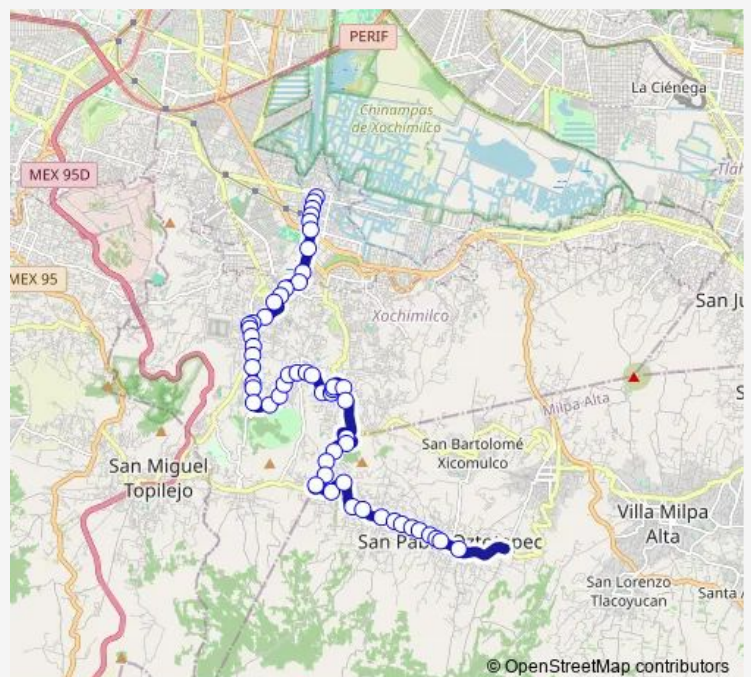 PERIF
La Ciénega
Chinampas
de Xochimilco
MEX 95D
MEX 95
Xochimilco
San Ju
Milpa Alta
San Bartolomé
Xicomulco
San Miguel
Topilejo
Villa Milpa
Alta
San Lorenzo
Tlacoyucan
Santa A
© OpenStreetMap contributors